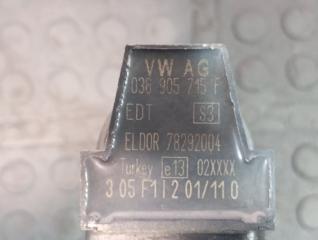 VW AG
036 905 715 F
EDT S3
ELDOR 78292004
Turkey e13 02XXXX
3 05 F1 I 2 01/11 0